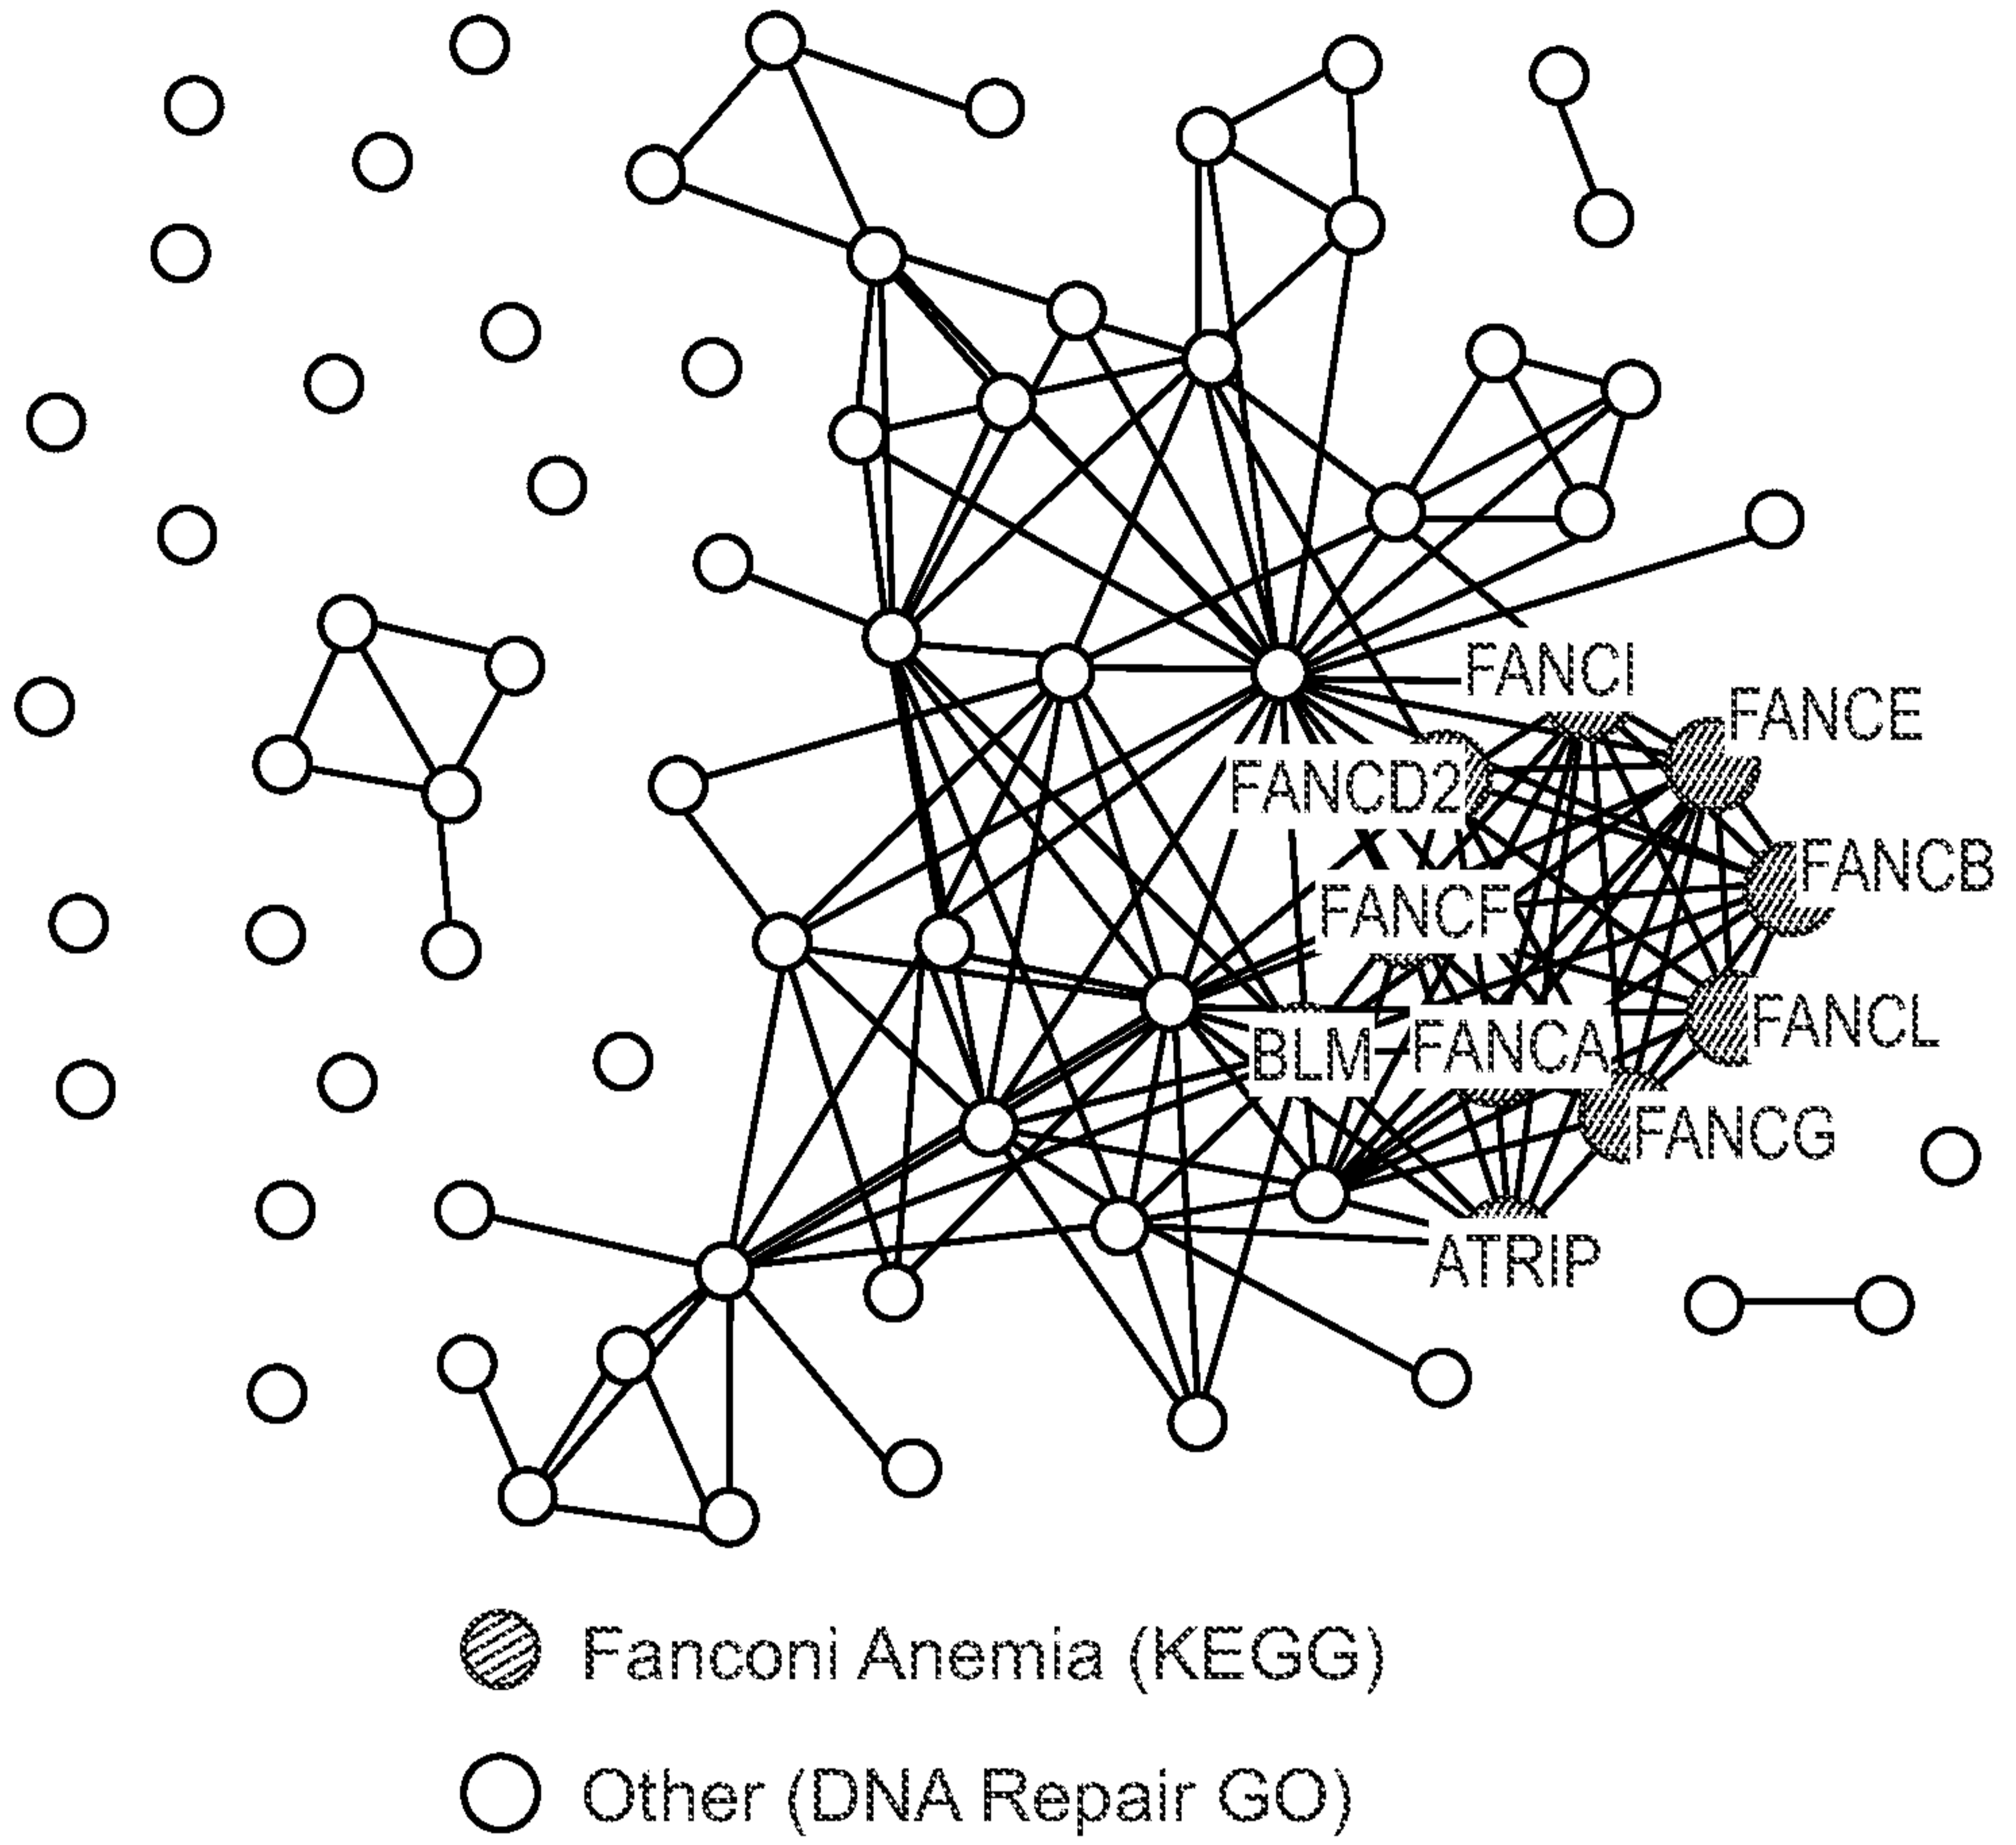 FANCI
FANCE
FANCD2
FANCB
FANCF
FANCL
BLM
FANCA
FANCG
ATRIP
Fanconi Anemia (KEGG)
Other (DNA Repair GO)